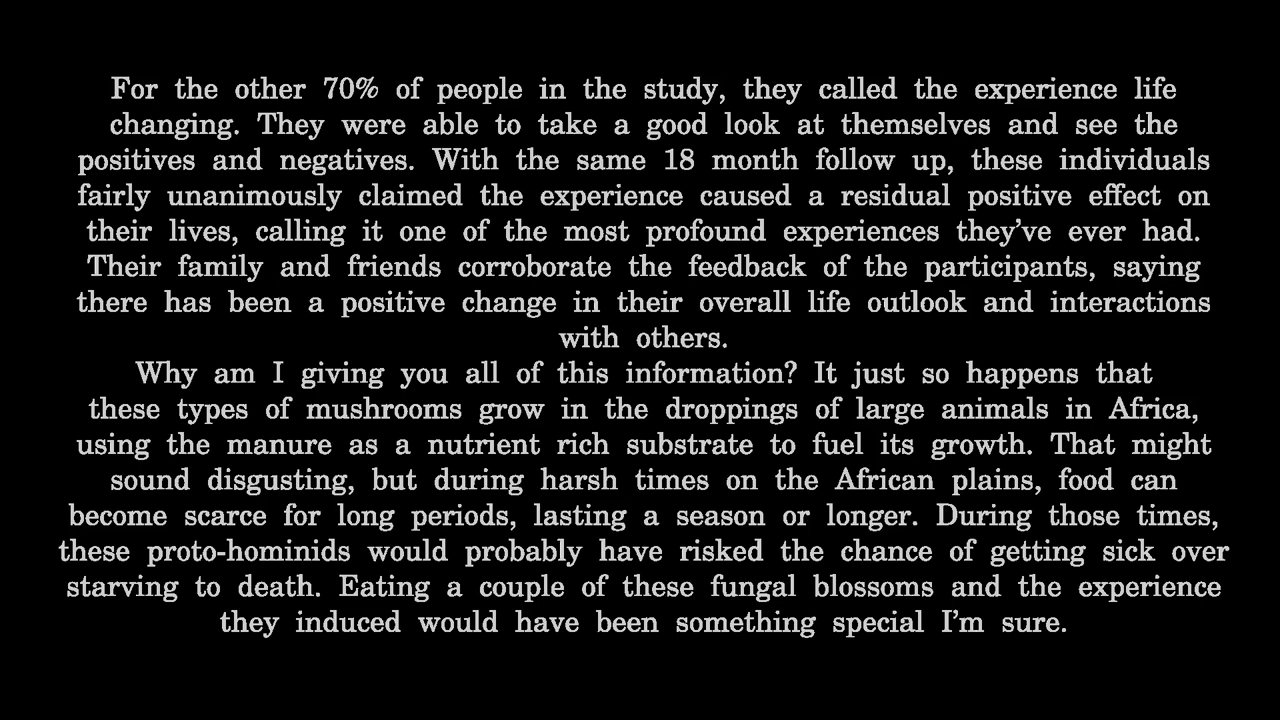 For the other 70% of people in the study, they called the experience life
changing. They were able to take a good look at themselves and see the
positives and negatives. With the same 18 month follow up, these individuals
fairly unanimously claimed the experience caused a residual positive effect on
their lives, calling it one of the most profound experiences they've ever had.
Their family and friends corroborate the feedback of the participants, saying
there has been a positive change in their overall life outlook and interactions
with others.
Why am I giving you all of this information? It just so happens that
these types of mushrooms grow in the droppings of large animals in Africa,
using the manure as a nutrient rich substrate to fuel its growth. That might
sound disgusting, but during harsh times on the African plains, food can
become scarce for long periods, lasting a season or longer. During those times,
these proto-hominids would probably have risked the chance of getting sick over
starving to death. Eating a couple of these fungal blossoms and the experience
they induced would have been something special I'm sure.